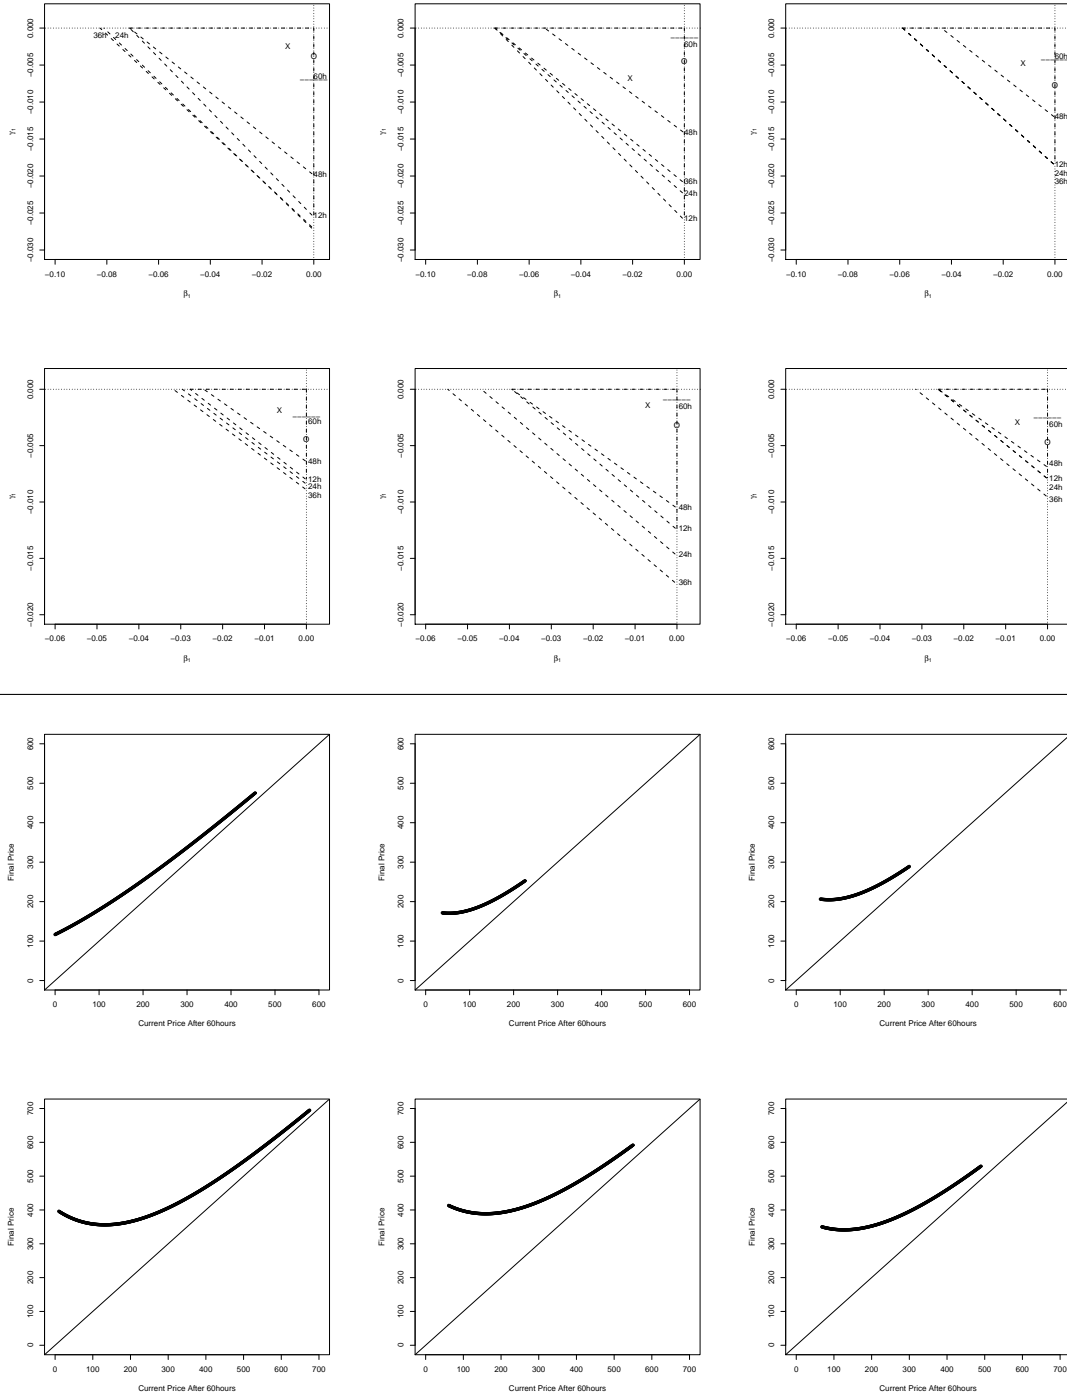 0.000
−0.005
−0.010
−0.015
−0.020
−0.025
−0.030
γ₁
36h 24h
X
O
60h
48h
12h
−0.10 −0.08 −0.06 −0.04 −0.02 0.00
β₁
0.000
−0.005
−0.010
−0.015
−0.020
−0.025
−0.030
γ₁
60h
O
X
48h
36h
24h
12h
−0.10 −0.08 −0.06 −0.04 −0.02 0.00
β₁
0.000
−0.005
−0.010
−0.015
−0.020
−0.025
−0.030
γ₁
60h
X
O
48h
12h
24h
36h
−0.10 −0.08 −0.06 −0.04 −0.02 0.00
β₁
0.000
−0.005
−0.010
−0.015
−0.020
γ₁
X
60h
O
48h
12h
24h
36h
−0.06 −0.05 −0.04 −0.03 −0.02 −0.01 0.00
β₁
0.000
−0.005
−0.010
−0.015
−0.020
γ₁
X
60h
O
48h
12h
24h
36h
−0.06 −0.05 −0.04 −0.03 −0.02 −0.01 0.00
β₁
0.000
−0.005
−0.010
−0.015
−0.020
γ₁
X
60h
O
48h
12h
24h
36h
−0.06 −0.05 −0.04 −0.03 −0.02 −0.01 0.00
β₁
600
500
400
300
200
100
0
Final Price
0 100 200 300 400 500 600
Current Price After 60hours
600
500
400
300
200
100
0
Final Price
0 100 200 300 400 500 600
Current Price After 60hours
600
500
400
300
200
100
0
Final Price
0 100 200 300 400 500 600
Current Price After 60hours
700
600
500
400
300
200
100
0
Final Price
0 100 200 300 400 500 600 700
Current Price After 60hours
700
600
500
400
300
200
100
0
Final Price
0 100 200 300 400 500 600 700
Current Price After 60hours
700
600
500
400
300
200
100
0
Final Price
0 100 200 300 400 500 600 700
Current Price After 60hours